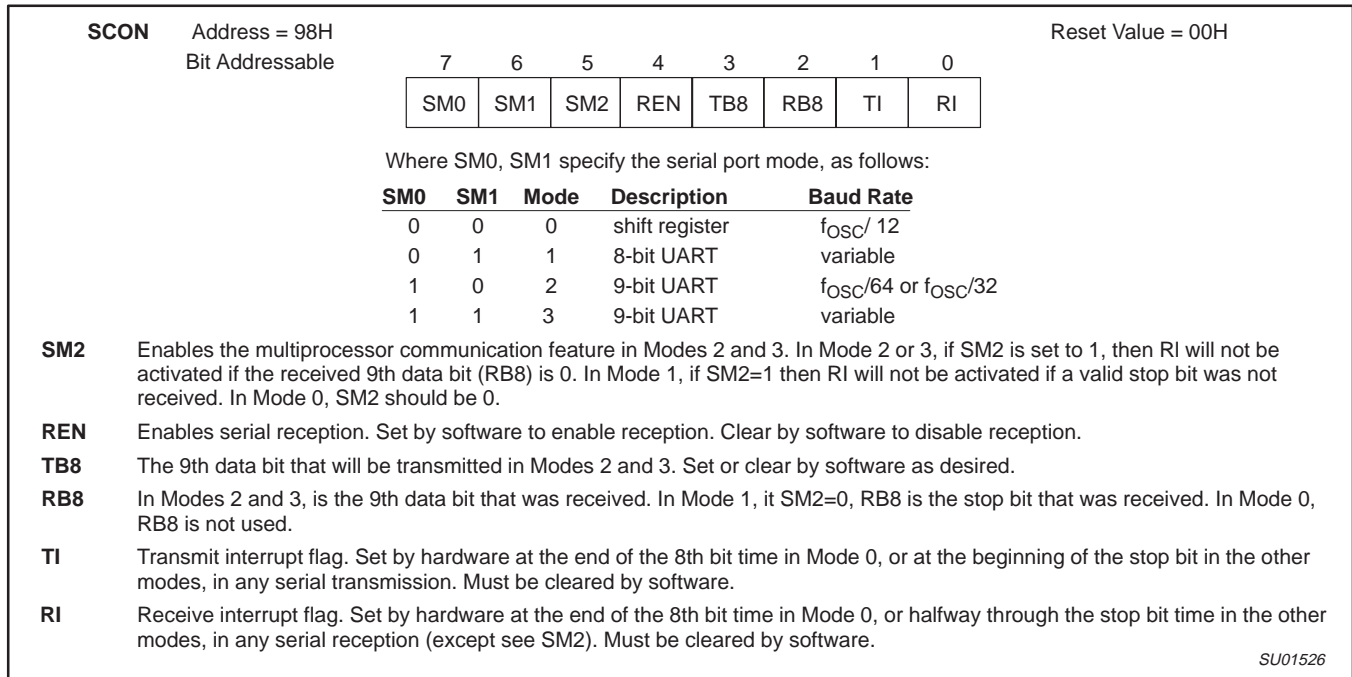 SCON Address = 98H Reset Value = 00H
Bit Addressable 7 6 5 4 3 2 1 0
SM0 SM1 SM2 REN TB8 RB8 TI RI
Where SM0, SM1 specify the serial port mode, as follows:
SM0 SM1 Mode Description Baud Rate
0 0 0 shift register fOSC/ 12
0 1 1 8-bit UART variable
1 0 2 9-bit UART fOSC/64 or fOSC/32
1 1 3 9-bit UART variable
SM2 Enables the multiprocessor communication feature in Modes 2 and 3. In Mode 2 or 3, if SM2 is set to 1, then RI will not be
activated if the received 9th data bit (RB8) is 0. In Mode 1, if SM2=1 then RI will not be activated if a valid stop bit was not
received. In Mode 0, SM2 should be 0.
REN Enables serial reception. Set by software to enable reception. Clear by software to disable reception.
TB8 The 9th data bit that will be transmitted in Modes 2 and 3. Set or clear by software as desired.
RB8 In Modes 2 and 3, is the 9th data bit that was received. In Mode 1, it SM2=0, RB8 is the stop bit that was received. In Mode 0,
RB8 is not used.
TI Transmit interrupt flag. Set by hardware at the end of the 8th bit time in Mode 0, or at the beginning of the stop bit in the other
modes, in any serial transmission. Must be cleared by software.
RI Receive interrupt flag. Set by hardware at the end of the 8th bit time in Mode 0, or halfway through the stop bit time in the other
modes, in any serial reception (except see SM2). Must be cleared by software.
SU01526